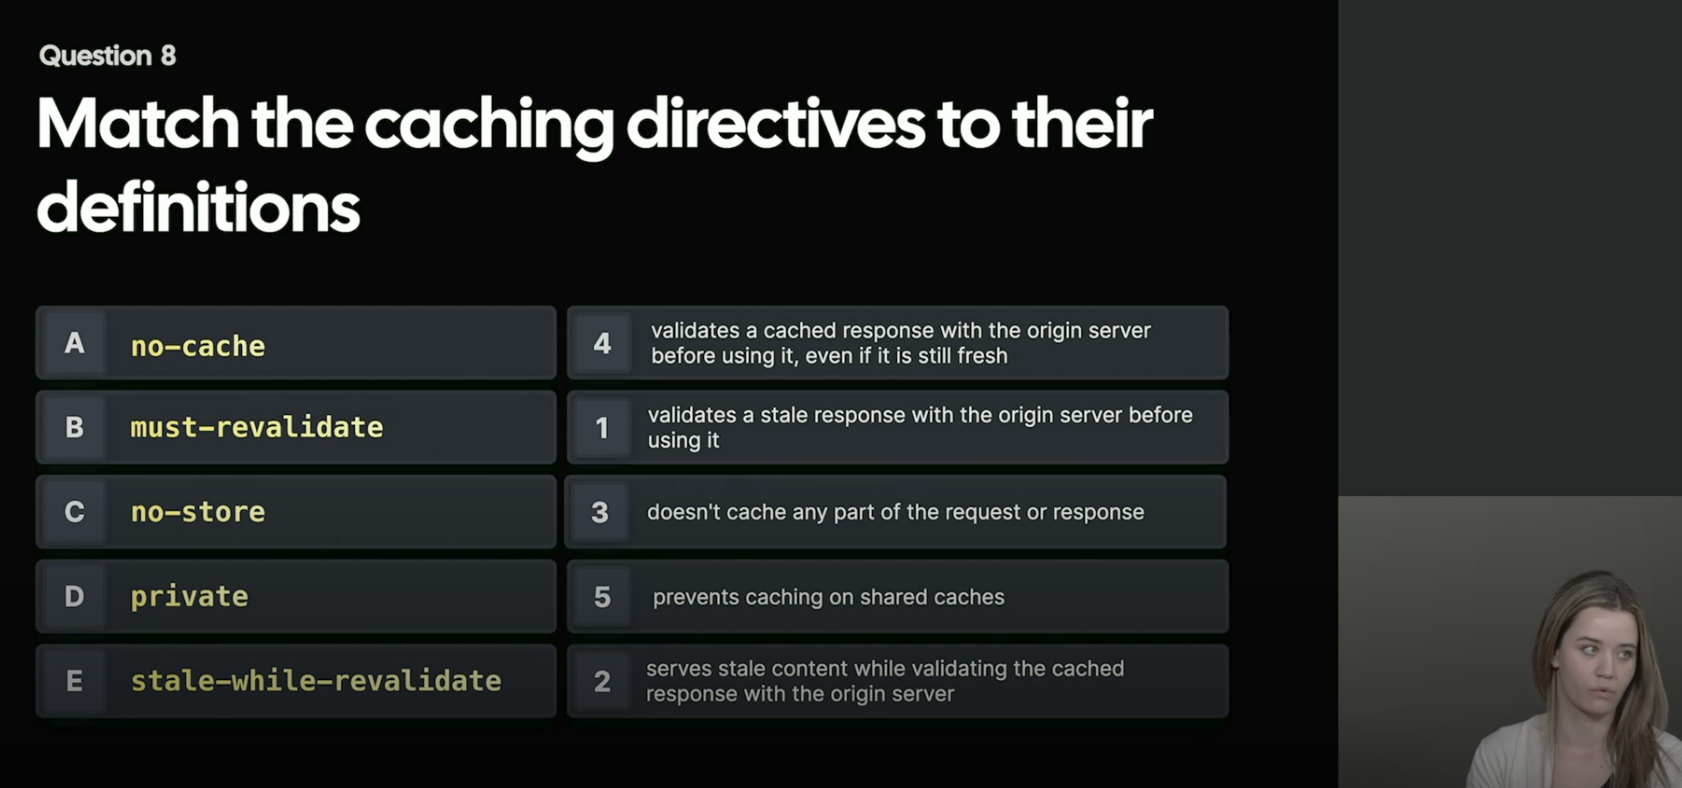 Question 8
Match the caching directives to their
definitions
A no-cache
4 validates a cached response with the origin server
before using it, even if it is still fresh
B must-revalidate
1 validates a stale response with the origin server before
using it
C no-store
3 doesn't cache any part of the request or response
D private
5 prevents caching on shared caches
E stale-while-revalidate
2 serves stale content while validating the cached
response with the origin server